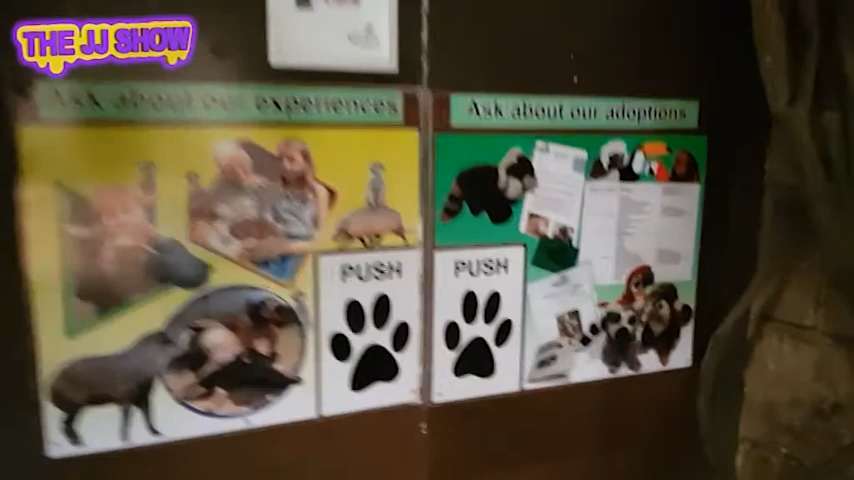 THE JJ SHOW
Ask about our experiences
Ask about our adoptions
PUSH
PUSH